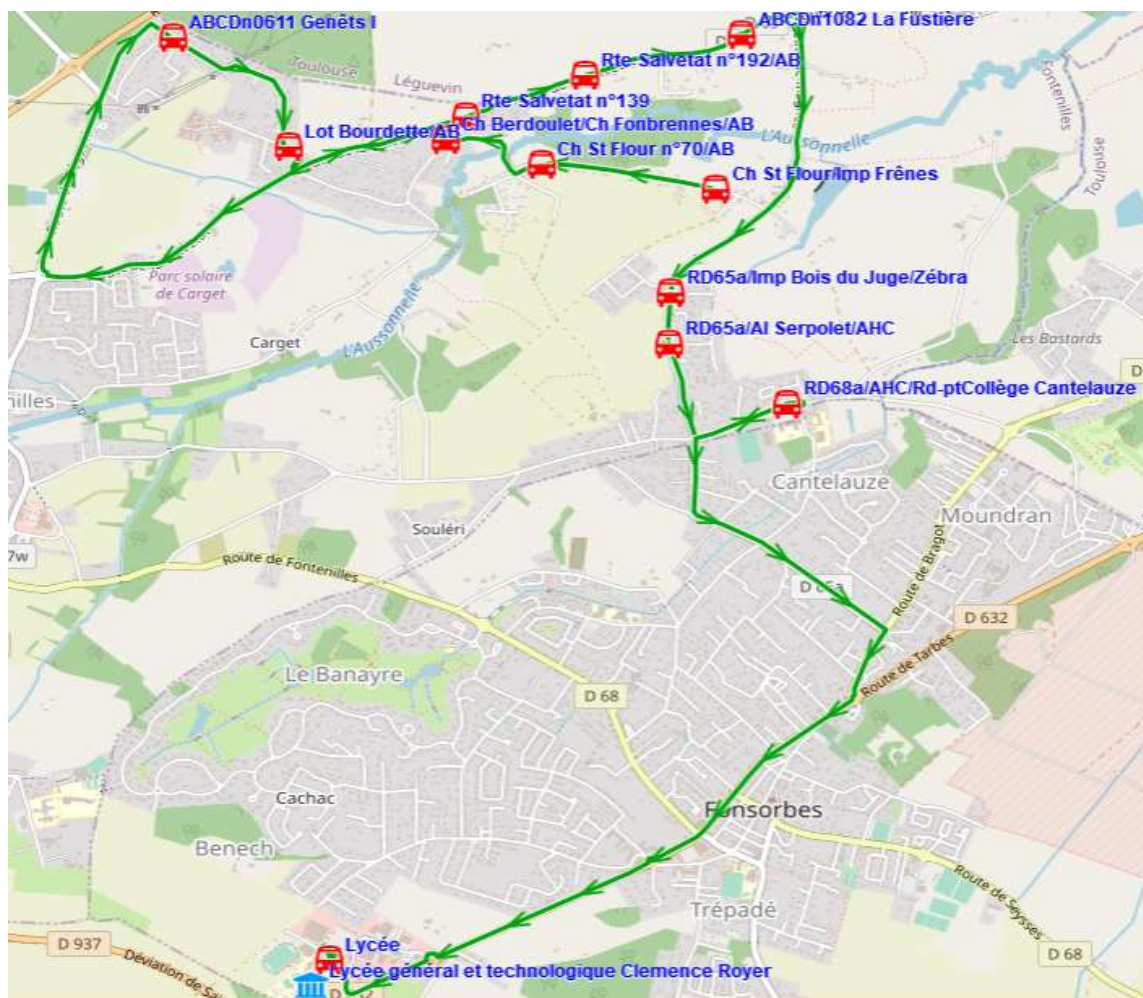 ABCDn0611 Genêts I
ABCDn1082 La Fustière
Toulouse
Léguevin
Rte Salvetat n°192/AB
Rte Salvetat n°139
Lot Bourdette/AB
Ch Berdoulet/Ch Fonbrennes/AB
L'Aussonnelle
Fontenilles
Toulouse
Ch St Flour n°70/AB
Ch St Flour/Imp Frênes
Parc solaire
de Carget
RD65a/Imp Bois du Juge/Zébra
L'Aussonnelle
Carget
RD65a/Al Serpolet/AHC
Les Bastards
RD68a/AHC/Rd-ptCollège Cantelauze
Cantelauze
Souléri
Moundran
7w
Route de Fontenilles
Route de Bragot
D 632
Route de Tarbes
Le Banayre
D 68
Cachac
Fonsorbes
Benech
Trépadé
Route de Seysses
D 937
Lycée
D 68
Lycée général et technologique Clemence Royer